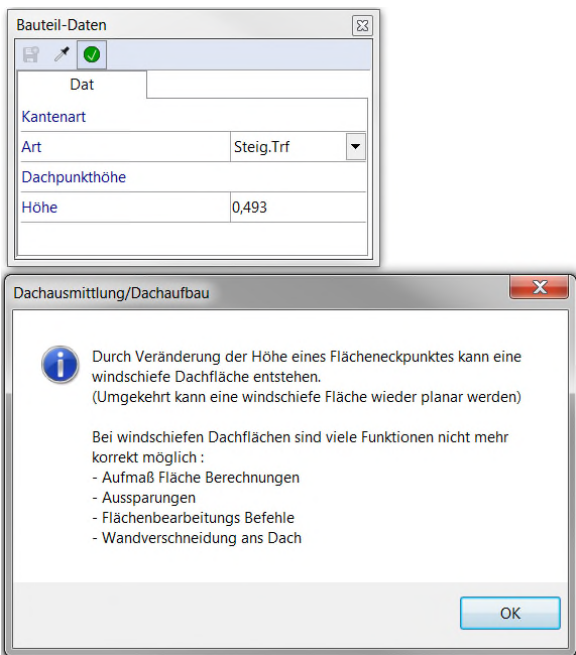 Bauteil-Daten
Dat
Kantenart
Art Steig.Trf
Dachpunkthöhe
Höhe 0,493
Dachausmittlung/Dachaufbau
Durch Veränderung der Höhe eines Flächeneckpunktes kann eine
windschiefe Dachfläche entstehen.
(Umgekehrt kann eine windschiefe Fläche wieder planar werden)
Bei windschiefen Dachflächen sind viele Funktionen nicht mehr
korrekt möglich :
- Aufmaß Fläche Berechnungen
- Aussparungen
- Flächenbearbeitungs Befehle
- Wandverschneidung ans Dach
OK